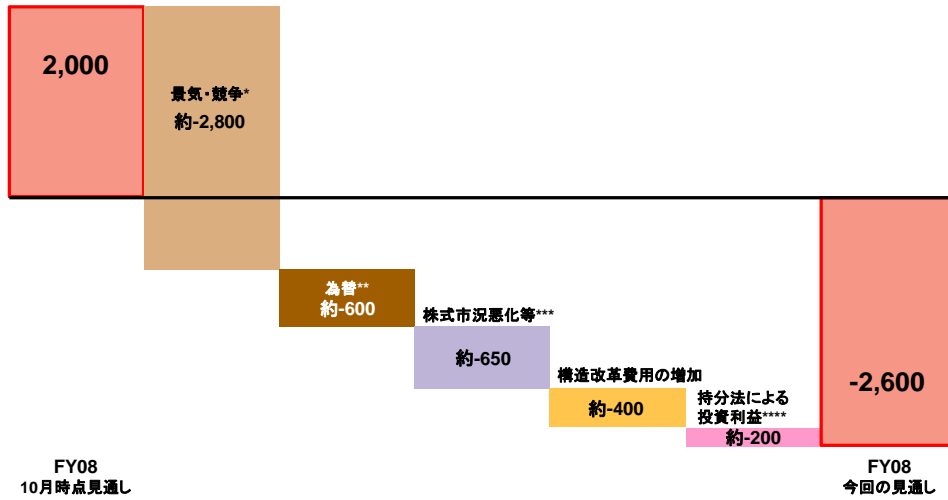 2,000
景気・競争*
約-2,800
為替**
約-600
株式市況悪化等***
約-650
構造改革費用の増加
約-400
持分法による
投資利益****
約-200
-2,600
FY08
10月時点見通し
FY08
今回の見通し